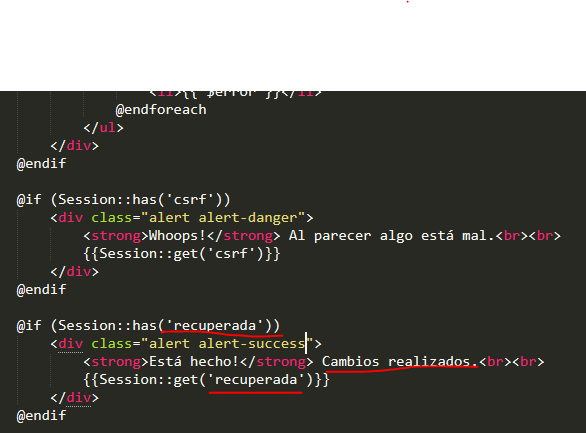 <li>{{ $error }}</li>
@endforeach
</ul>
</div>
@endif
@if (Session::has('csrf'))
<div class="alert alert-danger">
<strong>Whoops!</strong> Al parecer algo está mal.<br><br>
{{Session::get('csrf')}}
</div>
@endif
@if (Session::has('recuperada'))
<div class="alert alert-success">
<strong>Está hecho!</strong> Cambios realizados.<br><br>
{{Session::get('recuperada')}}
</div>
@endif